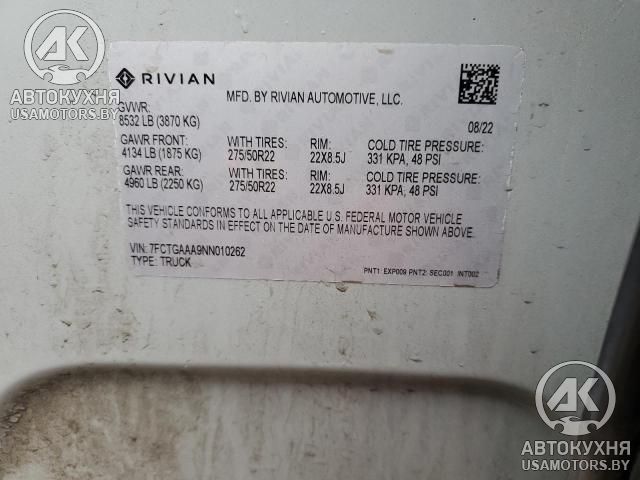 AK
АВТОКУХНЯ
USAMOTORS.BY
RIVIAN
MFD. BY RIVIAN AUTOMOTIVE, LLC.
GVWR:
8532 LB (3870 KG)
08/22
GAWR FRONT: WITH TIRES: RIM: COLD TIRE PRESSURE:
4134 LB (1875 KG) 275/50R22 22X8.5J 331 KPA, 48 PSI
GAWR REAR: WITH TIRES: RIM: COLD TIRE PRESSURE:
4960 LB (2250 KG) 275/50R22 22X8.5J 331 KPA, 48 PSI
THIS VEHICLE CONFORMS TO ALL APPLICABLE U.S. FEDERAL MOTOR VEHICLE
SAFETY STANDARDS IN EFFECT ON THE DATE OF MANUFACTURE SHOWN ABOVE.
VIN: 7FCTGAAA9NN010262
TYPE: TRUCK
PNT1: EXP009 PNT2: SEC001 INT002
AK
АВТОКУХНЯ
USAMOTORS.BY